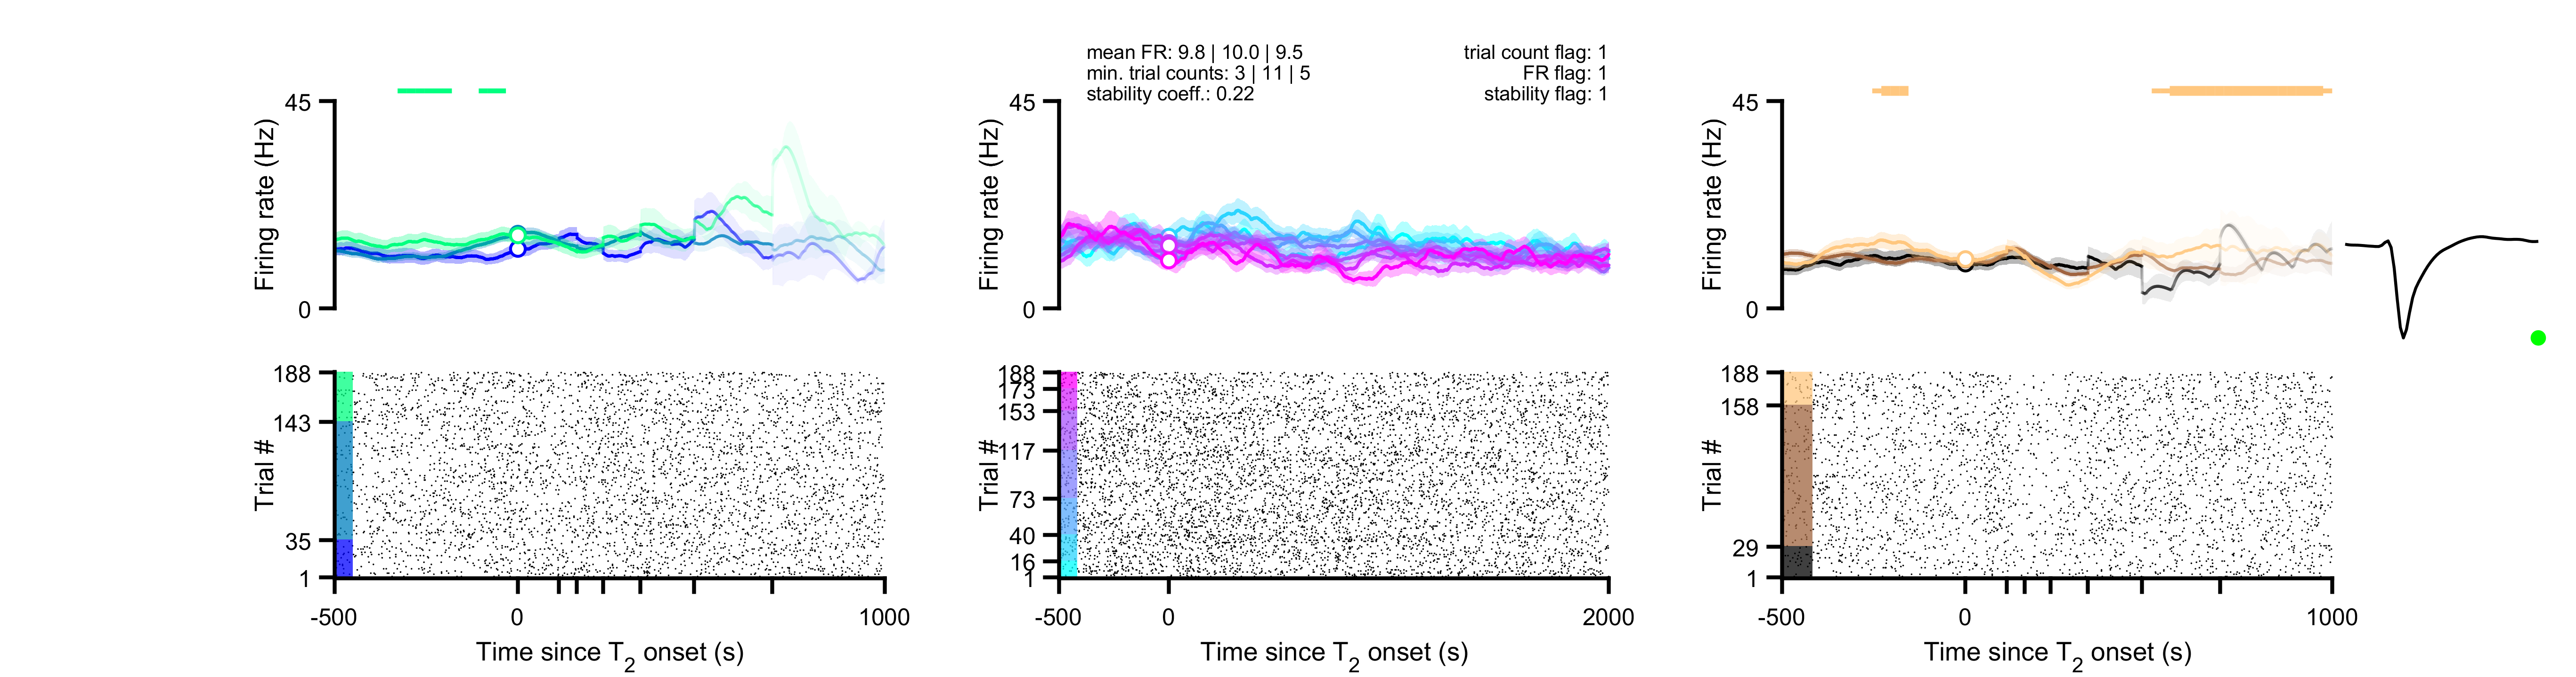 mean FR: 9.8 | 10.0 | 9.5
min. trial counts: 3 | 11 | 5
stability coeff.: 0.22
trial count flag: 1
FR flag: 1
stability flag: 1
45
Firing rate (Hz)
0
45
Firing rate (Hz)
0
45
Firing rate (Hz)
0
188
143
Trial #
35
1
-500
0
1000
Time since T2 onset (s)
188
173
153
117
Trial #
73
40
16
1
-500
0
2000
Time since T2 onset (s)
188
158
Trial #
29
1
-500
0
1000
Time since T2 onset (s)